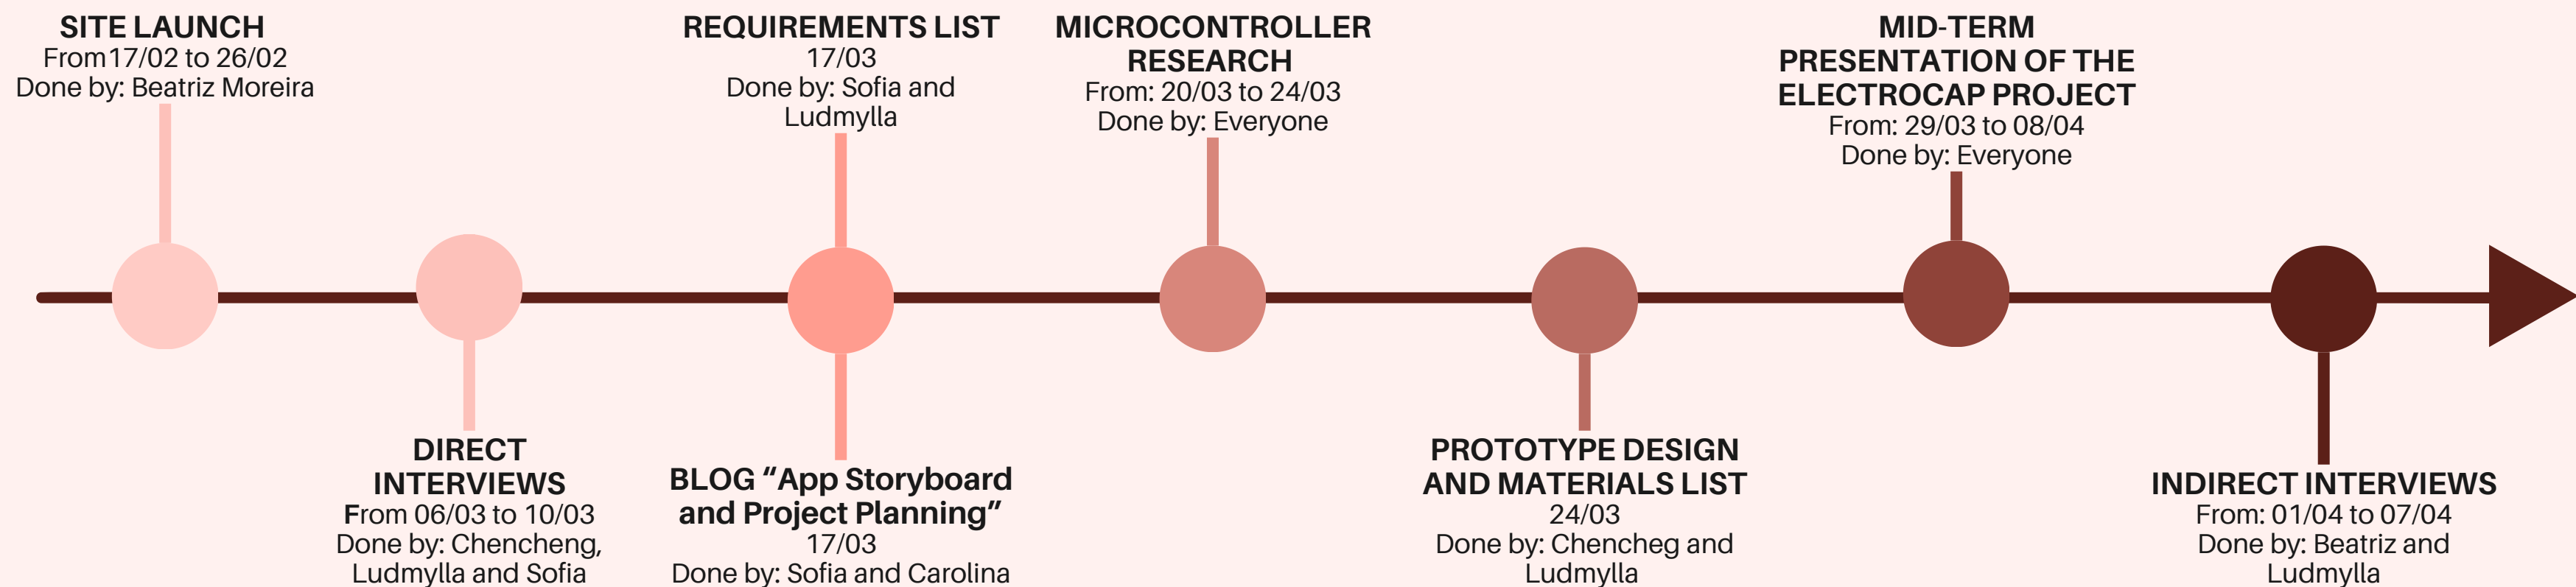 SITE LAUNCH
From17/02 to 26/02
Done by: Beatriz Moreira
DIRECT
INTERVIEWS
From 06/03 to 10/03
Done by: Chencheng,
Ludmylla and Sofia
REQUIREMENTS LIST
17/03
Done by: Sofia and
Ludmylla
BLOG “App Storyboard
and Project Planning”
17/03
Done by: Sofia and Carolina
MICROCONTROLLER
RESEARCH
From: 20/03 to 24/03
Done by: Everyone
PROTOTYPE DESIGN
AND MATERIALS LIST
24/03
Done by: Chencheg and
Ludmylla
MID-TERM
PRESENTATION OF THE
ELECTROCAP PROJECT
From: 29/03 to 08/04
Done by: Everyone
INDIRECT INTERVIEWS
From: 01/04 to 07/04
Done by: Beatriz and
Ludmylla